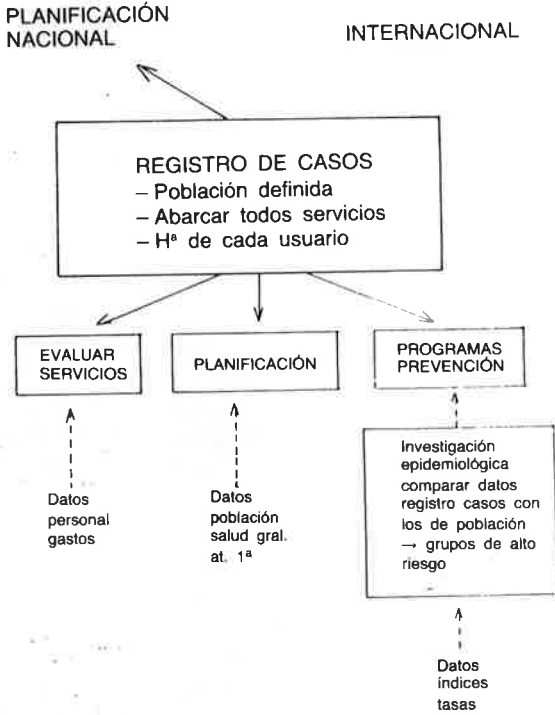 PLANIFICACIÓN
NACIONAL
INTERNACIONAL
REGISTRO DE CASOS
– Población definida
– Abarcar todos servicios
– Hª de cada usuario
EVALUAR
SERVICIOS
PLANIFICACIÓN
PROGRAMAS
PREVENCIÓN
Datos
personal
gastos
Datos
población
salud gral.
at. 1ª
Investigación
epidemiológica
comparar datos
registro casos con
los de población
→ grupos de alto
riesgo
Datos
índices
tasas